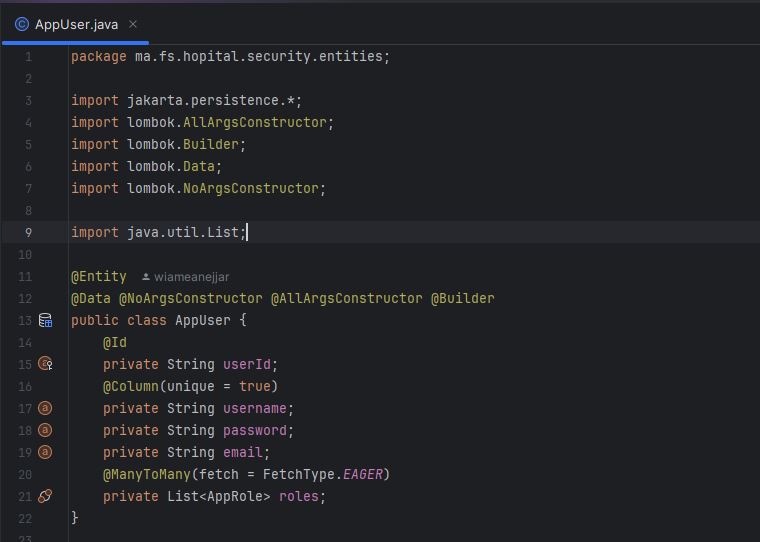 AppUser.java
1 package ma.fs.hopital.security.entities;
2
3 import jakarta.persistence.*;
4 import lombok.AllArgsConstructor;
5 import lombok.Builder;
6 import lombok.Data;
7 import lombok.NoArgsConstructor;
8
9 import java.util.List;
10
11 @Entity wiameanejjar
12 @Data @NoArgsConstructor @AllArgsConstructor @Builder
13 public class AppUser {
14     @Id
15     private String userId;
16     @Column(unique = true)
17     private String username;
18     private String password;
19     private String email;
20     @ManyToMany(fetch = FetchType.EAGER)
21     private List<AppRole> roles;
22 }
23